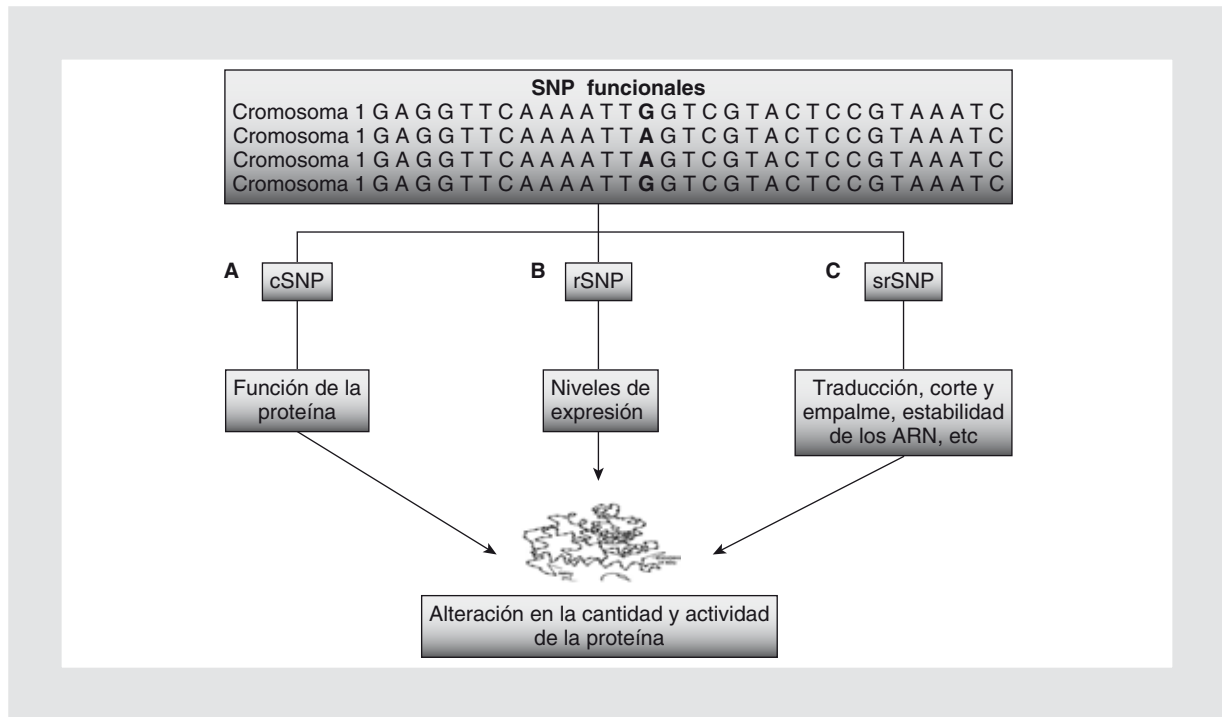 SNP funcionales
Cromosoma 1 G A G G T T C A A A A T T G G T C G T A C T C C G T A A A T C
Cromosoma 1 G A G G T T C A A A A T T A G T C G T A C T C C G T A A A T C
Cromosoma 1 G A G G T T C A A A A T T A G T C G T A C T C C G T A A A T C
Cromosoma 1 G A G G T T C A A A A T T G G T C G T A C T C C G T A A A T C
A
cSNP
B
rSNP
C
srSNP
Función de la
proteína
Niveles de
expresión
Traducción, corte y
empalme, estabilidad
de los ARN, etc
Alteración en la cantidad y actividad
de la proteína